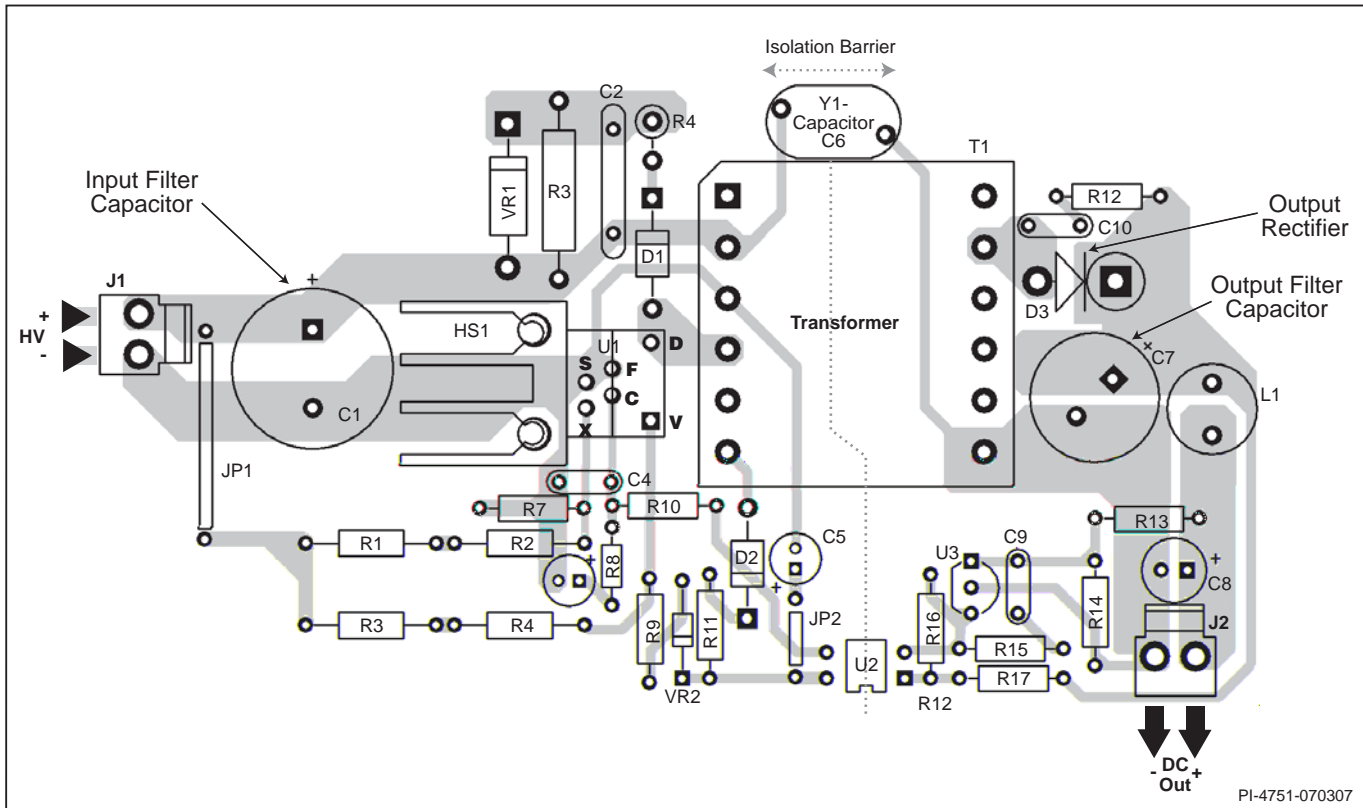 Isolation Barrier
Y1-
Capacitor
C6
C2
R4
T1
Input Filter
Capacitor
VR1
R3
R12
Output
Rectifier
C10
D1
J1
+
D3
Output Filter
Capacitor
+
HV
-
HS1
U1
D
S
F
C
X
V
Transformer
+
C7
C1
L1
JP1
C4
R7
R10
R13
R1
R2
+
R8
D2
C5
+
U3
C9
+
C8
R14
R3
R4
R9
R11
JP2
R16
R15
J2
U2
R17
VR2
R12
- DC +
Out
PI-4751-070307